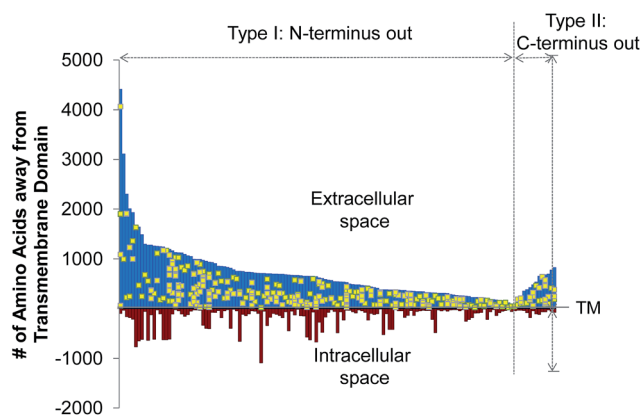 Type I: N-terminus out
Type II:
C-terminus out
# of Amino Acids away from
Transmembrane Domain
5000
4000
3000
2000
1000
0
-1000
-2000
Extracellular
space
TM
Intracellular
space